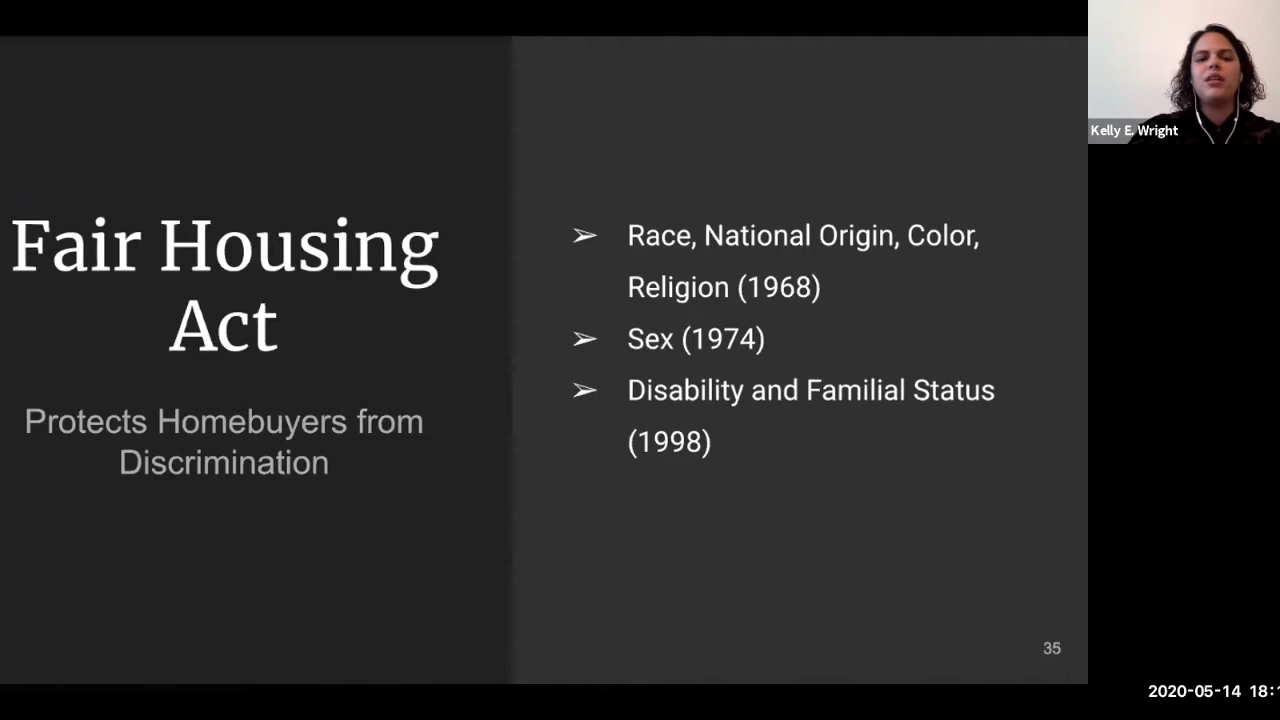 Fair Housing
Act
Protects Homebuyers from
Discrimination
➢ Race, National Origin, Color,
Religion (1968)
➢ Sex (1974)
➢ Disability and Familial Status
(1998)
35
Kelly E. Wright
2020-05-14 18: